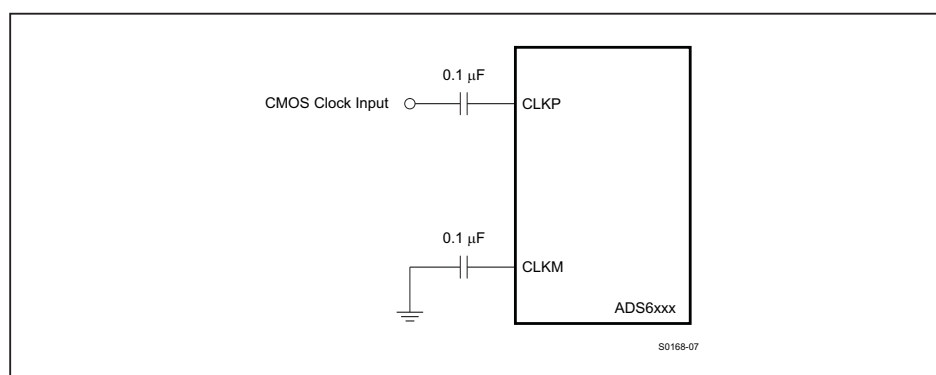 0.1 μF
CMOS Clock Input
CLKP
0.1 μF
CLKM
ADS6xxx
S0168-07